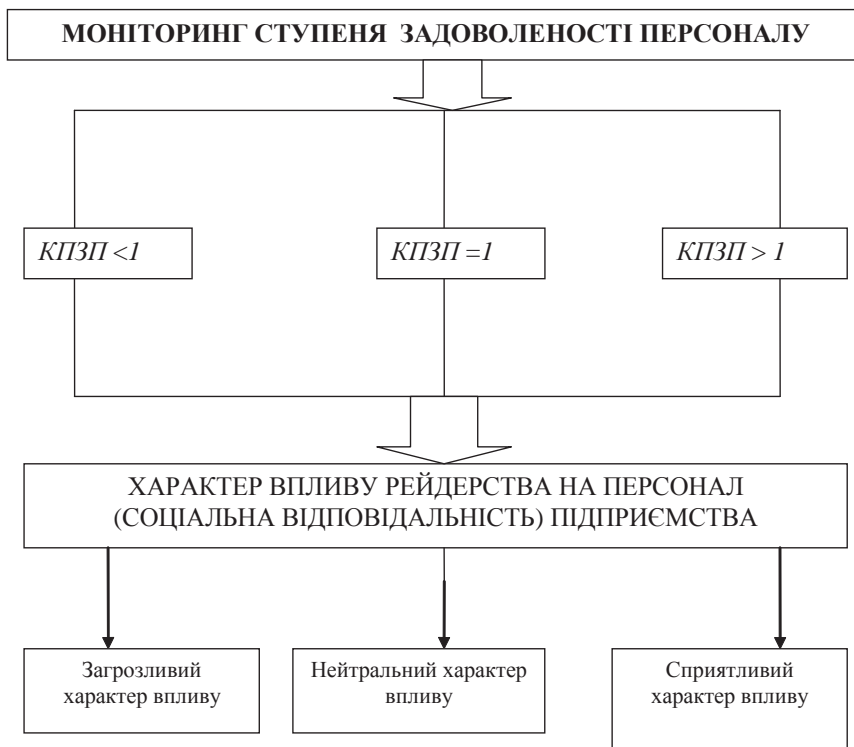 МОНІТОРИНГ СТУПЕНЯ ЗАДОВОЛЕНОСТІ ПЕРСОНАЛУ
КПЗП <1
КПЗП =1
КПЗП > 1
ХАРАКТЕР ВПЛИВУ РЕЙДЕРСТВА НА ПЕРСОНАЛ
(СОЦІАЛЬНА ВІДПОВІДАЛЬНІСТЬ) ПІДПРИЄМСТВА
Загрозливий
характер впливу
Нейтральний характер
впливу
Сприятливий
характер впливу